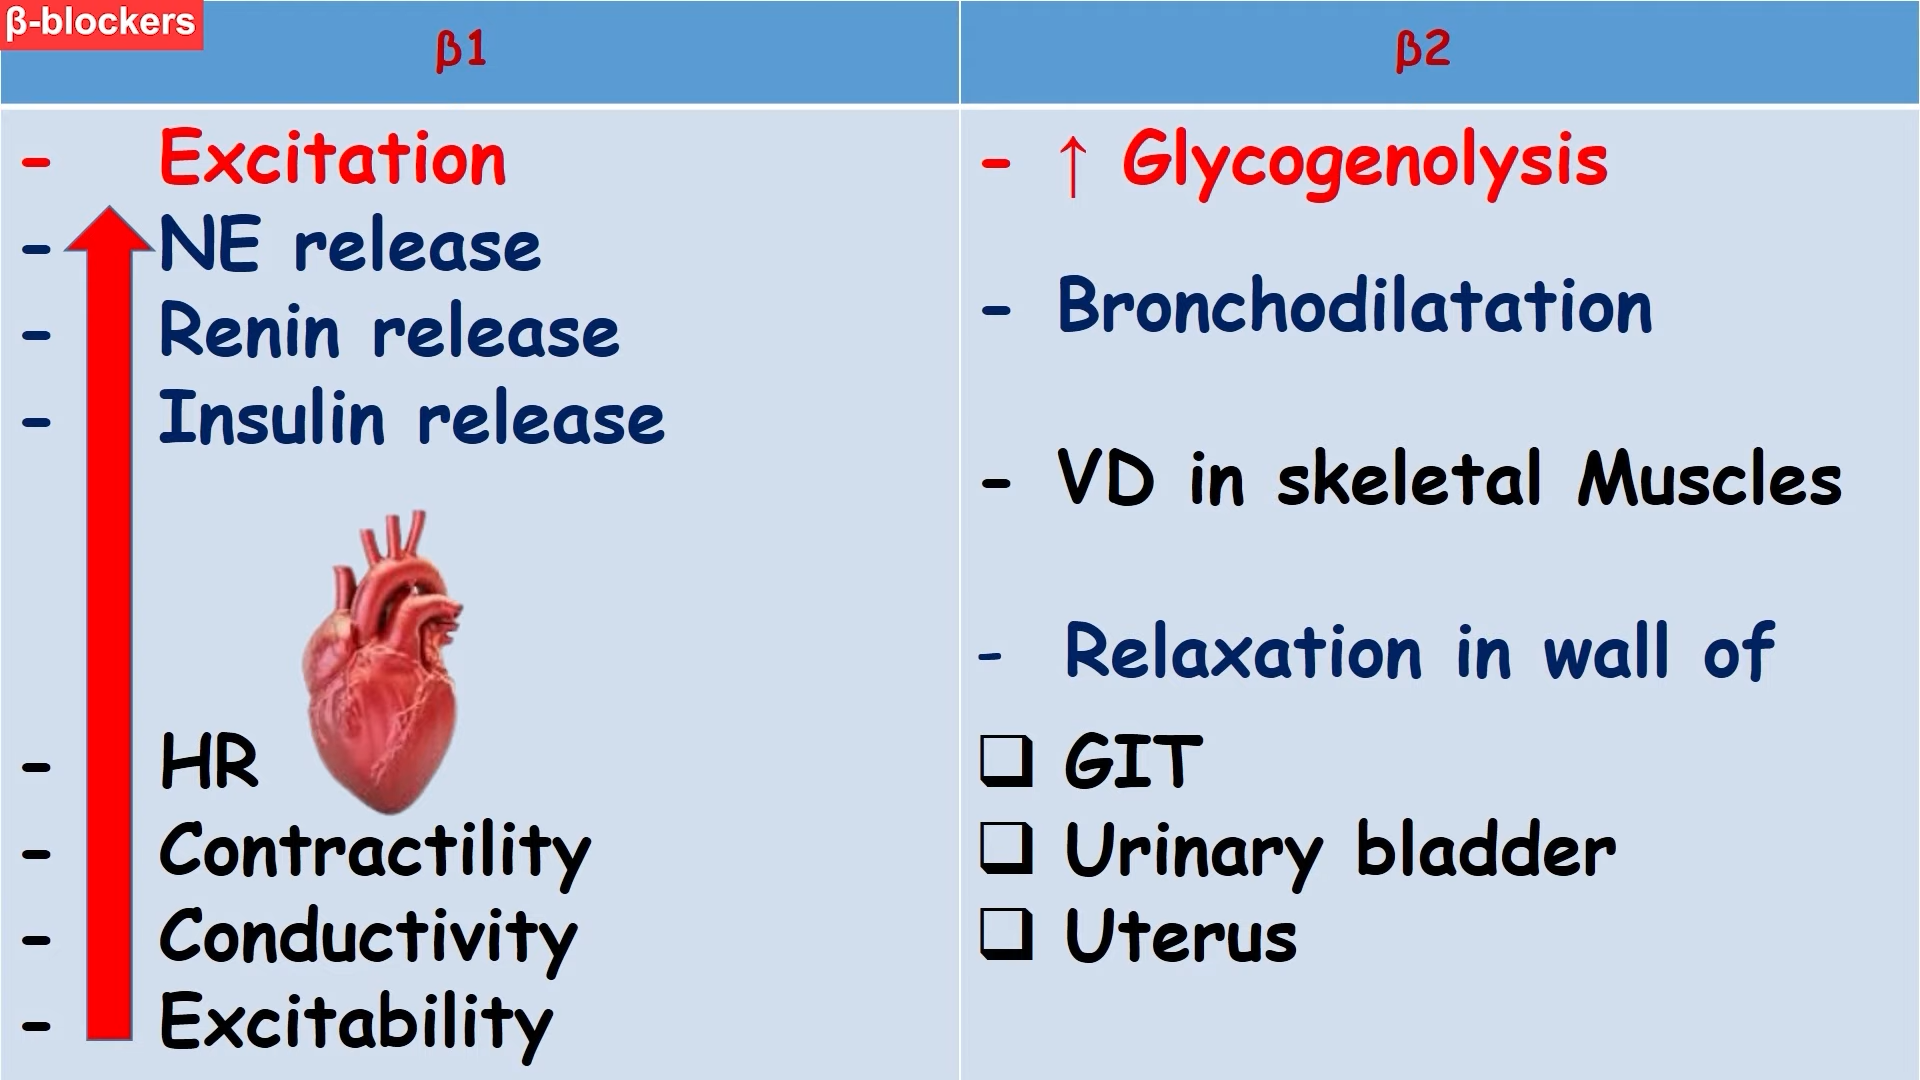 β-blockers
β1
- Excitation
- NE release
- Renin release
- Insulin release
- HR
- Contractility
- Conductivity
- Excitability
β2
- ↑ Glycogenolysis
- Bronchodilatation
- VD in skeletal Muscles
- Relaxation in wall of
❑ GIT
❑ Urinary bladder
❑ Uterus